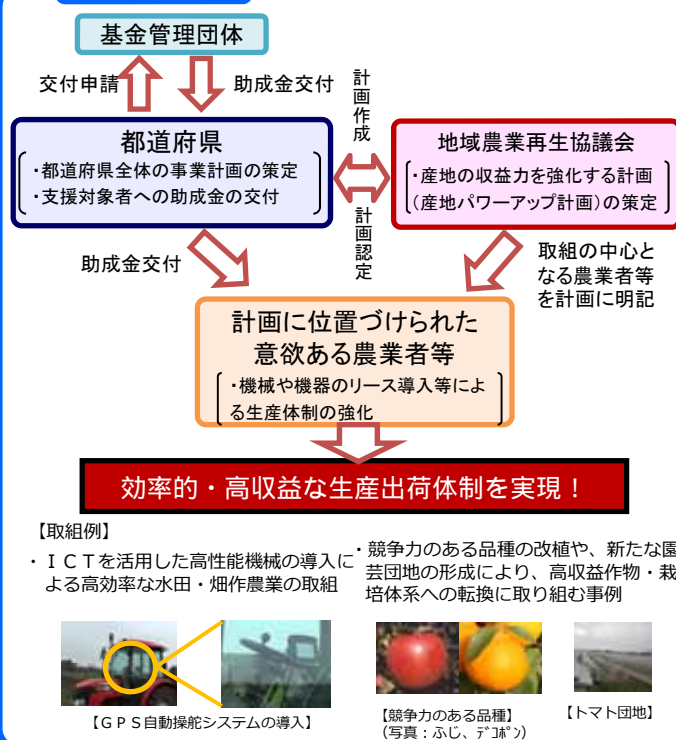 基金管理団体
交付申請
助成金交付
計画作成
都道府県
・都道府県全体の事業計画の策定
・支援対象者への助成金の交付
地域農業再生協議会
・産地の収益力を強化する計画
(産地パワーアップ計画)の策定
計画認定
助成金交付
取組の中心と
なる農業者等
を計画に明記
計画に位置づけられた
意欲ある農業者等
・機械や機器のリース導入等によ
る生産体制の強化
効率的・高収益な生産出荷体制を実現！
【取組例】
・ＩＣＴを活用した高性能機械の導入に
よる高効率な水田・畑作農業の取組
・競争力のある品種の改植や、新たな園
芸団地の形成により、高収益作物・栽
培体系への転換に取り組む事例
【ＧＰＳ自動操舵システムの導入】
【競争力のある品種】
（写真：ふじ、ﾃﾞｺﾎﾟﾝ）
【トマト団地】